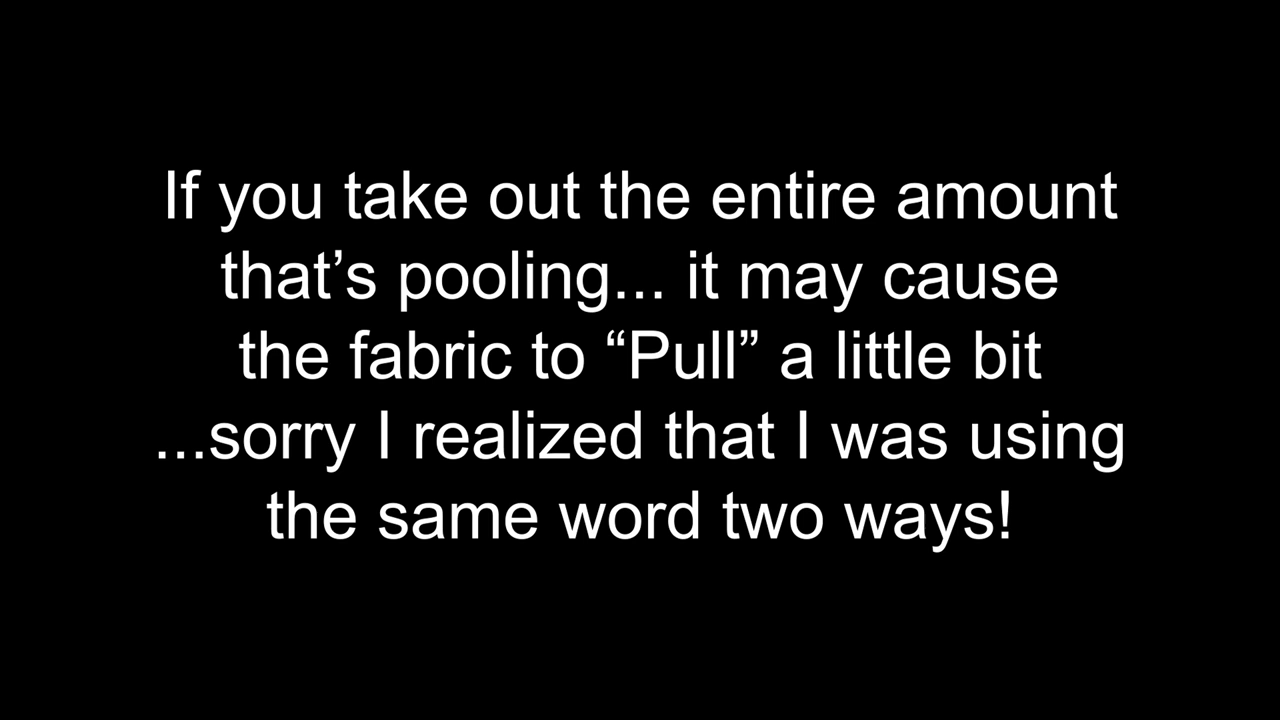 If you take out the entire amount
that’s pooling... it may cause
the fabric to “Pull” a little bit
...sorry I realized that I was using
the same word two ways!